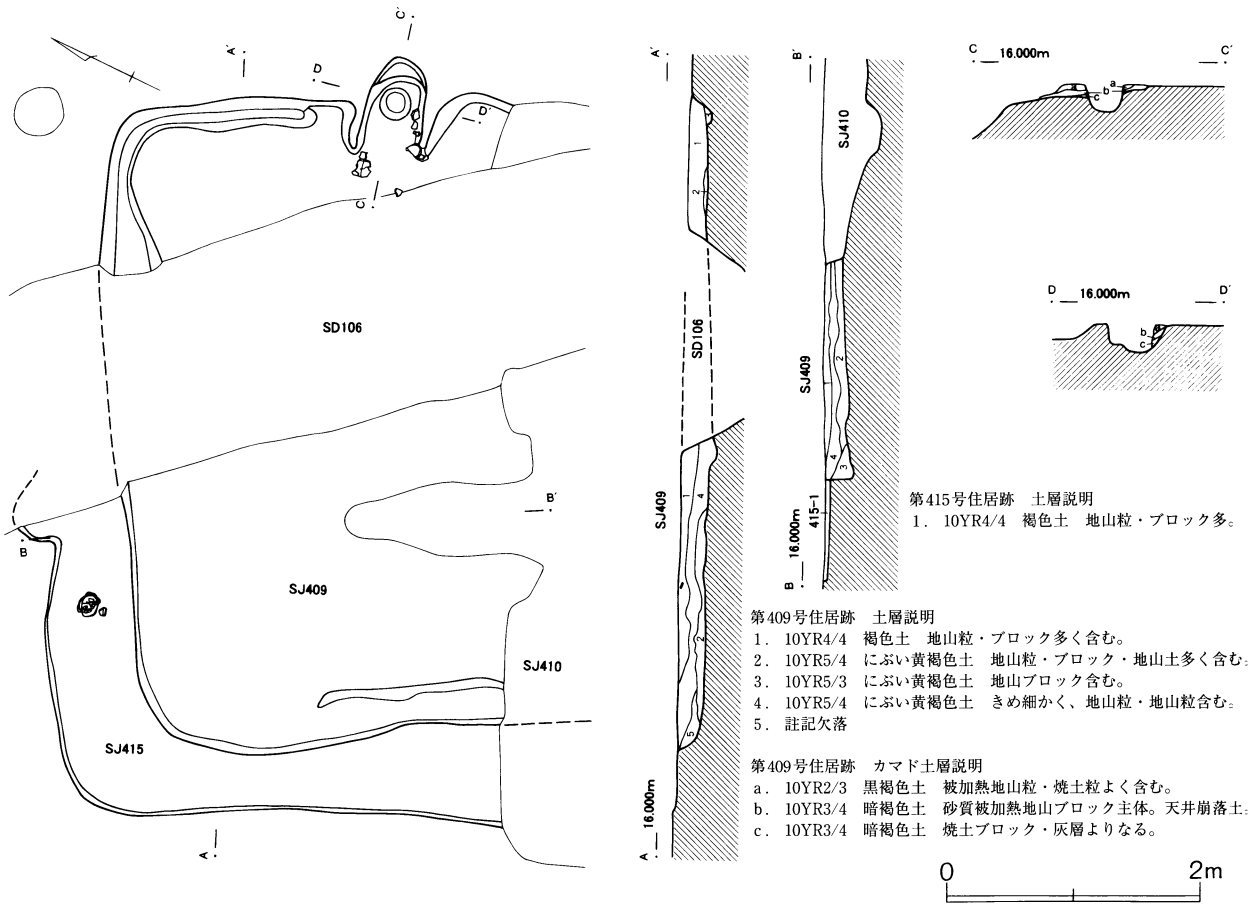 C'
A'
D
D'
C
SD106
B'
B
SJ409
SJ410
SJ415
A
A'
1
2
SD106
SJ409
1
4
2
5
16.000m
A
B'
SJ410
SJ409
2
4
3
415-1
16.000m
B
C 16.000m C'
a
a
b
c
D 16.000m D'
a
b
c
第415号住居跡 土層説明
1. 10YR4/4 褐色土 地山粒・ブロック多。
第409号住居跡 土層説明
1. 10YR4/4 褐色土 地山粒・ブロック多く含む。
2. 10YR5/4 にぶい黄褐色土 地山粒・ブロック・地山土多く含む。
3. 10YR5/3 にぶい黄褐色土 地山ブロック含む。
4. 10YR5/4 にぶい黄褐色土 きめ細かく、地山粒・地山粒含む。
5. 註記欠落
第409号住居跡 カマド土層説明
a. 10YR2/3 黒褐色土 被加熱地山粒・焼土粒よく含む。
b. 10YR3/4 暗褐色土 砂質被加熱地山ブロック主体。天井崩落土。
c. 10YR3/4 暗褐色土 焼土ブロック・灰層よりなる。
0 2m